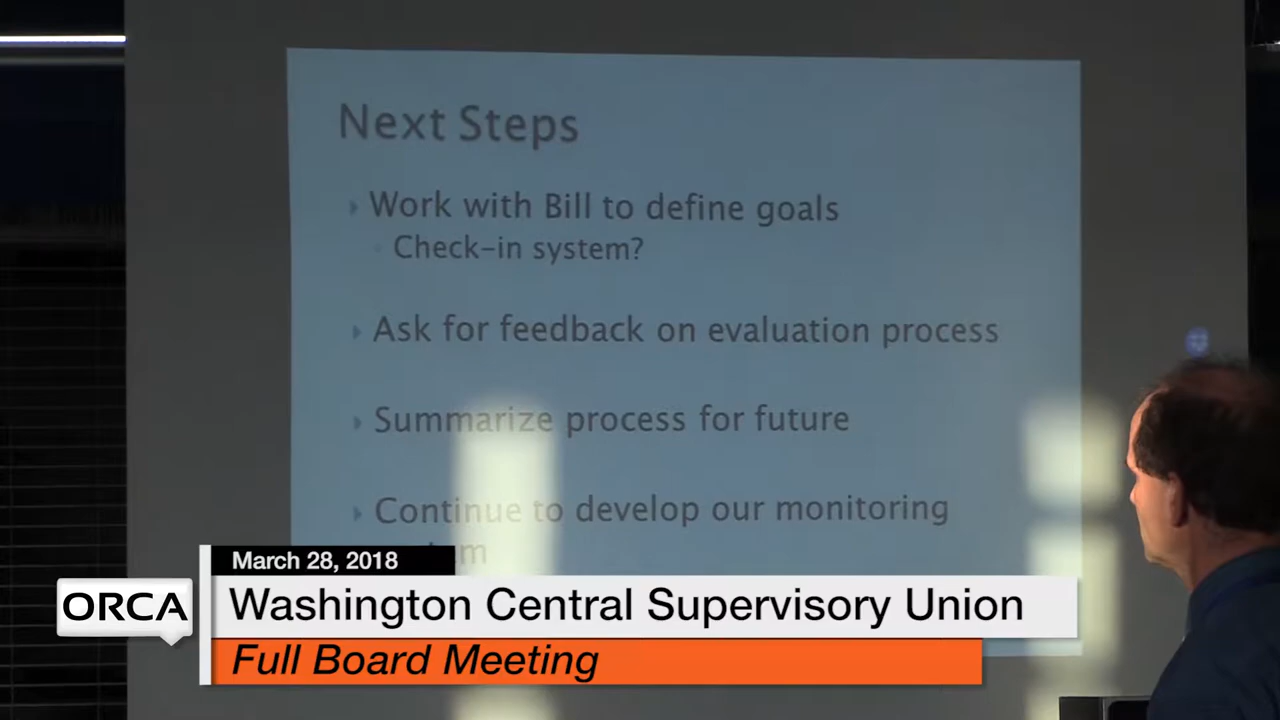 Next Steps
Work with Bill to define goals
Check-in system?
Ask for feedback on evaluation process
Summarize process for future
Continue to develop our monitoring
March 28, 2018
ORCA
Washington Central Supervisory Union
Full Board Meeting